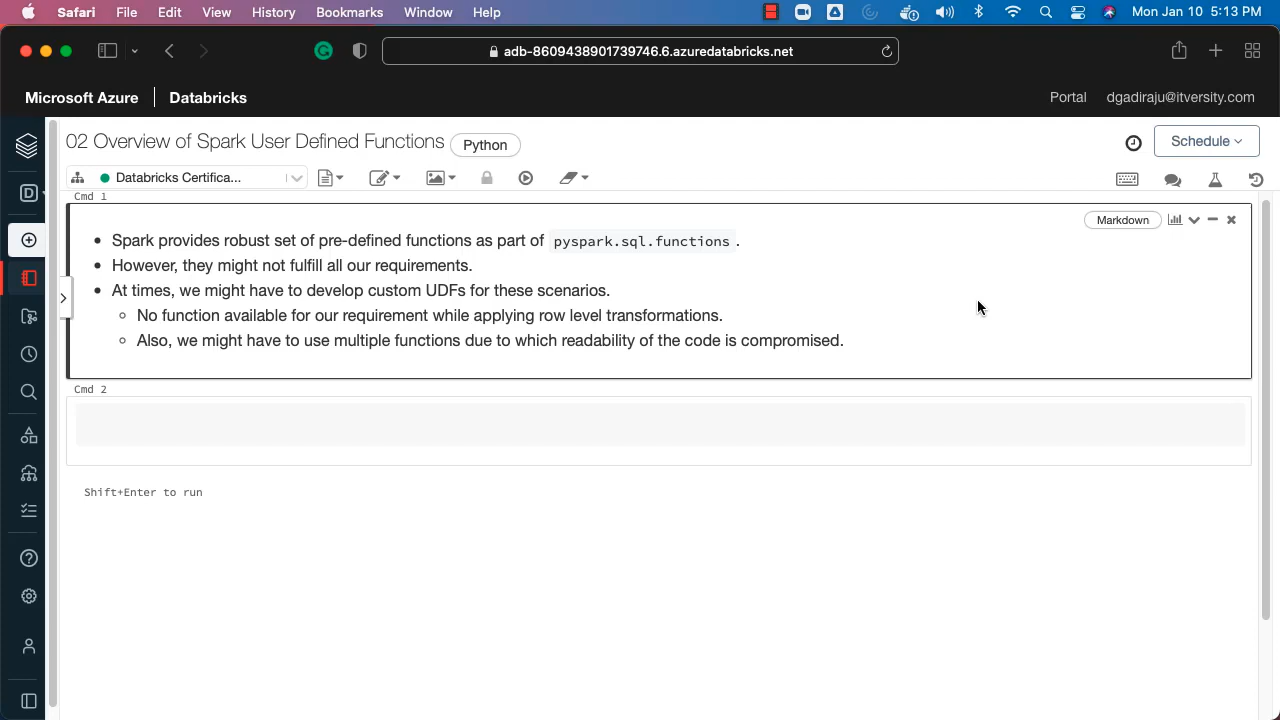 Safari File Edit View History Bookmarks Window Help Mon Jan 10 5:13 PM
adb-8609438901739746.6.azuredatabricks.net
Microsoft Azure Databricks Portal dgadiraju@itversity.com
02 Overview of Spark User Defined Functions Python Schedule
Databricks Certifica...
Cmd 1
Markdown
Spark provides robust set of pre-defined functions as part of pyspark.sql.functions.
However, they might not fulfill all our requirements.
At times, we might have to develop custom UDFs for these scenarios.
No function available for our requirement while applying row level transformations.
Also, we might have to use multiple functions due to which readability of the code is compromised.
Cmd 2
Shift+Enter to run